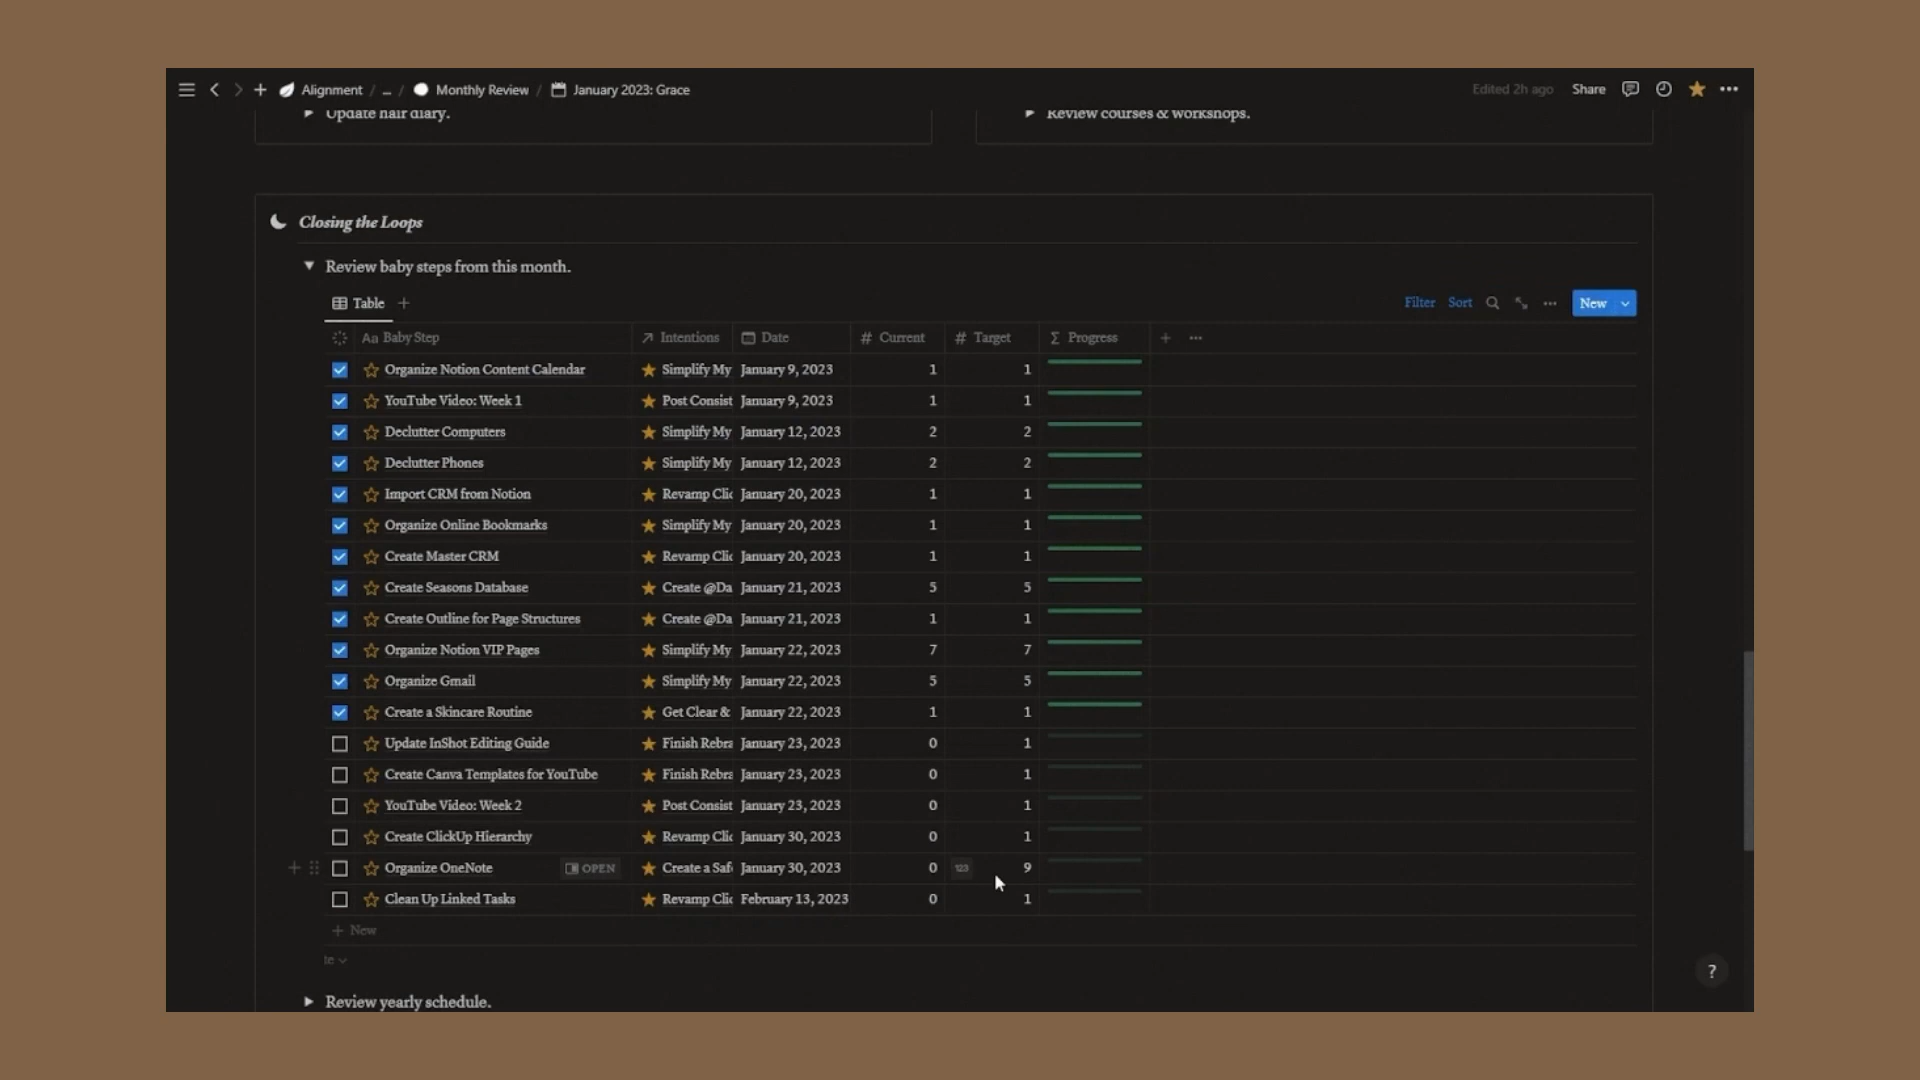 Alignment / ... / Monthly Review / January 2023: Grace Edited 2h ago Share
Update hair diary. Review courses & workshops.
Closing the Loops
Review baby steps from this month.
Table Filter Sort New
Aa Baby Step Intentions Date # Current # Target Σ Progress
Organize Notion Content Calendar Simplify My January 9, 2023 1 1
YouTube Video: Week 1 Post Consist January 9, 2023 1 1
Declutter Computers Simplify My January 12, 2023 2 2
Declutter Phones Simplify My January 12, 2023 2 2
Import CRM from Notion Revamp Clic January 20, 2023 1 1
Organize Online Bookmarks Simplify My January 20, 2023 1 1
Create Master CRM Revamp Clic January 20, 2023 1 1
Create Seasons Database Create @Da January 21, 2023 5 5
Create Outline for Page Structures Create @Da January 21, 2023 1 1
Organize Notion VIP Pages Simplify My January 22, 2023 7 7
Organize Gmail Simplify My January 22, 2023 5 5
Create a Skincare Routine Get Clear & January 22, 2023 1 1
Update InShot Editing Guide Finish Rebra January 23, 2023 0 1
Create Canva Templates for YouTube Finish Rebra January 23, 2023 0 1
YouTube Video: Week 2 Post Consist January 23, 2023 0 1
Create ClickUp Hierarchy Revamp Clic January 30, 2023 0 1
Organize OneNote OPEN Create a Safe January 30, 2023 0 123 9
Clean Up Linked Tasks Revamp Clic February 13, 2023 0 1
+ New
te
Review yearly schedule.
?